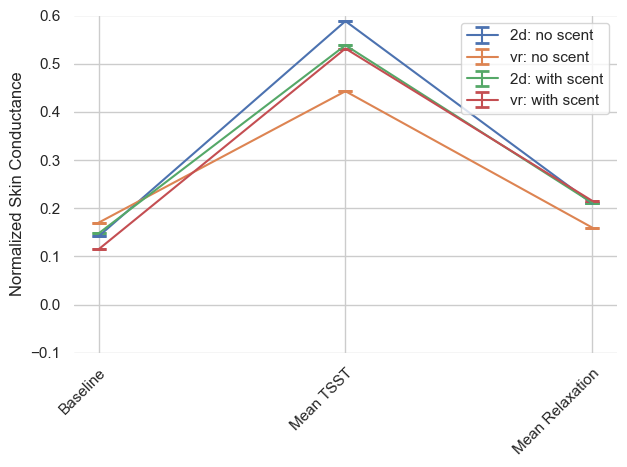 0.6
0.5
0.4
0.3
0.2
0.1
0.0
−0.1
Normalized Skin Conductance
2d: no scent
vr: no scent
2d: with scent
vr: with scent
Baseline
Mean TSST
Mean Relaxation